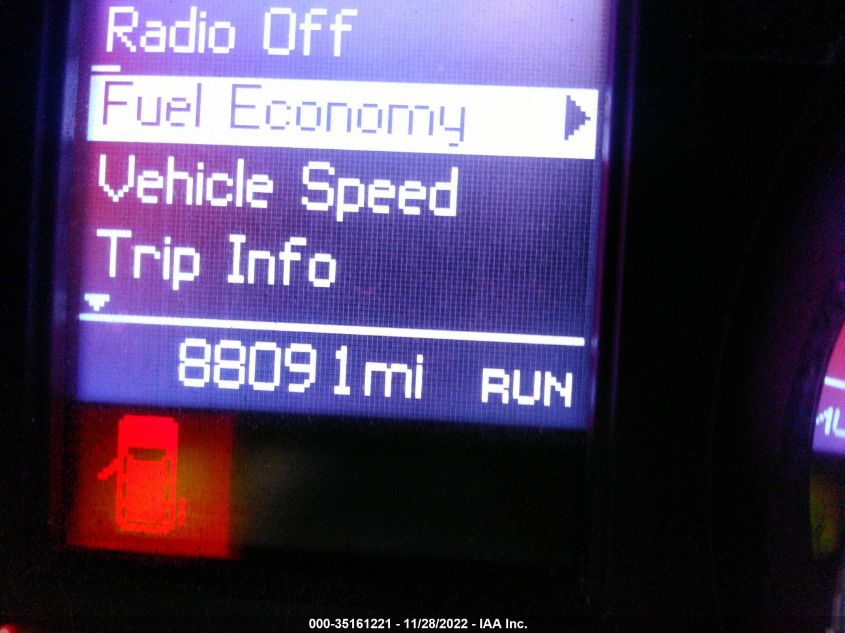 Radio Off
Fuel Economy
Vehicle Speed
Trip Info
88091mi RUN
000-35161221 - 11/28/2022 - IAA Inc.